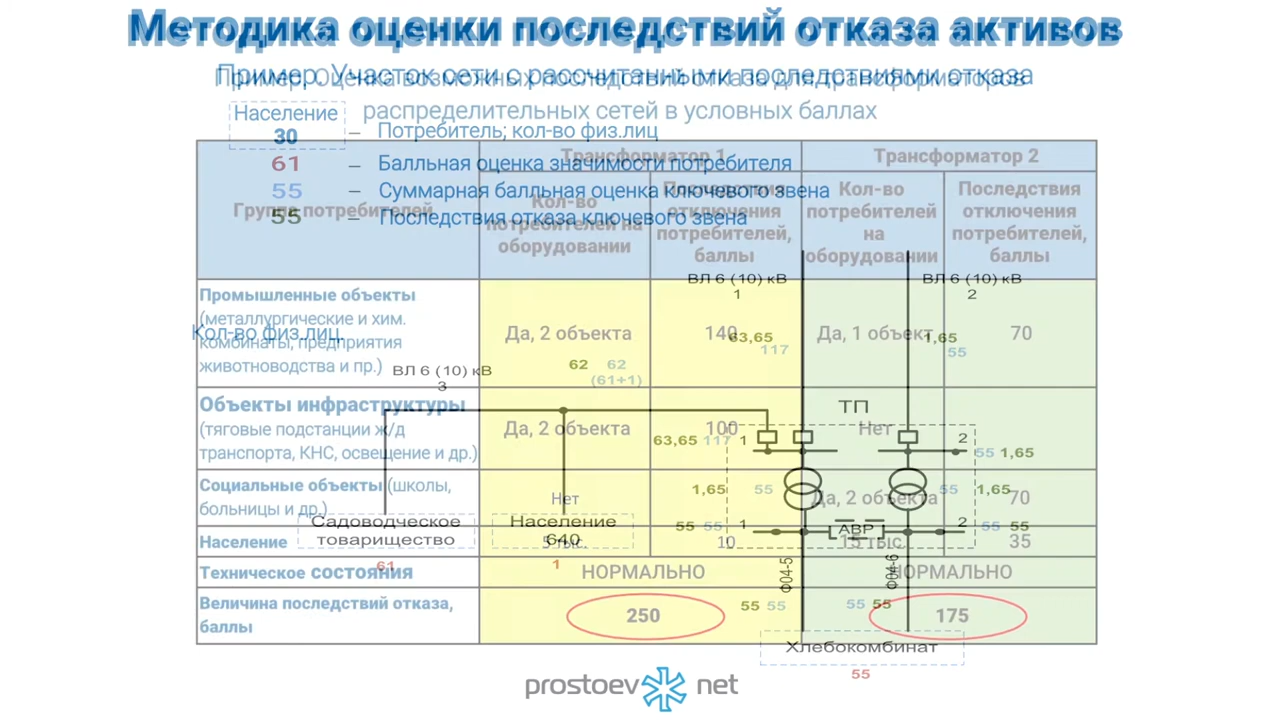 Методика оценки последствий отказа активов
Пример. Участок сети с рассчитанными последствиями отказа
Пример. Оценка возможных последствий отказа для трансформаторов
распределительных сетей в условных баллах
Население
30
– Потребитель; кол-во физ.лиц
61 – Балльная оценка значимости потребителя
55 – Суммарная балльная оценка ключевого звена
55 – Последствия отказа ключевого звена
Кол-во физ.лиц.
Группа потребителей
Трансформатор 1
Трансформатор 2
Кол-во
потребителей на
оборудовании
Последствия
отключения
потребителей,
баллы
Кол-во
потребителей
на
оборудовании
Последствия
отключения
потребителей,
баллы
Промышленные объекты
(металлургические и хим.
комбинаты, предприятия
животноводства и пр.)
Да, 2 объекта
140
Да, 1 объект
70
Объекты инфраструктуры
(тяговые подстанции ж/д
транспорта, КНС, освещение и др.)
Да, 2 объекта
100
Нет
Социальные объекты (школы,
больницы и др.)
Нет
Да, 2 объекта
70
Население
5 тыс.
10
15 тыс.
35
Техническое состояния
НОРМАЛЬНО
НОРМАЛЬНО
Величина последствий отказа,
баллы
250
175
ВЛ 6 (10) кВ
1
ВЛ 6 (10) кВ
2
63,65
117
1,65
55
62 62
(61+1)
ВЛ 6 (10) кВ
3
ТП
63,65 117 1
2
55 1,65
1,65 55
55 1,65
55 55 1
АВР
2
55 55
Садоводческое
товарищество
61
Население
640
1
Ф04-5
Ф04-6
55 55
55 55
Хлебокомбинат
55
prostoev net